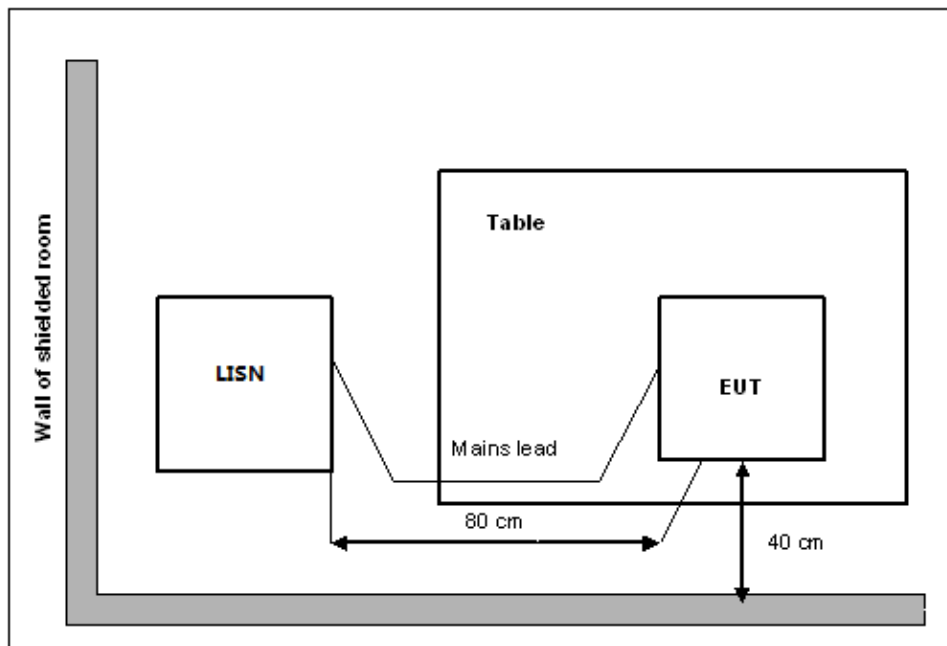 Wall of shielded room
Table
LISN
EUT
Mains lead
80 cm
40 cm